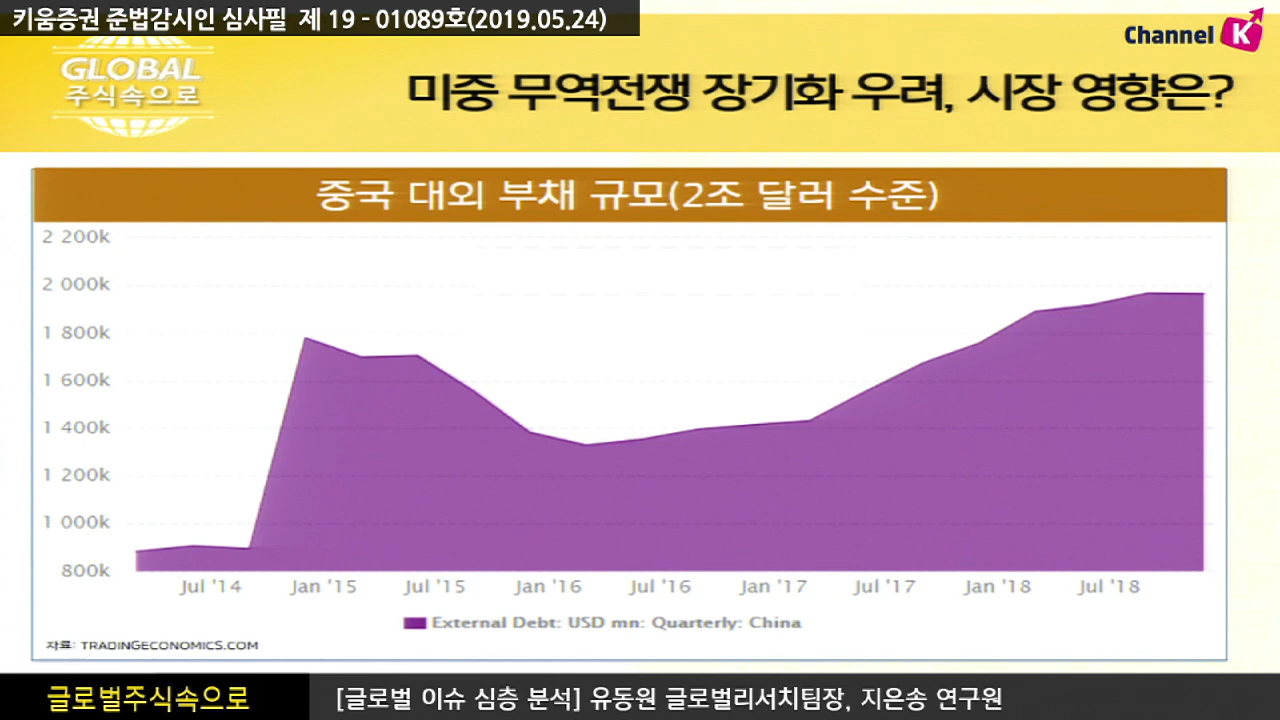 키움증권 준법감시인 심사필 제 19 - 01089호(2019.05.24)
Channel K
GLOBAL
주식속으로
미중 무역전쟁 장기화 우려, 시장 영향은?
중국 대외 부채 규모(2조 달러 수준)
2 200k
2 000k
1 800k
1 600k
1 400k
1 200k
1 000k
800k
Jul '14 Jan '15 Jul '15 Jan '16 Jul '16 Jan '17 Jul '17 Jan '18 Jul '18
External Debt: USD mn: Quarterly: China
자료: TRADINGECONOMICS.COM
글로벌주식속으로
[글로벌 이슈 심층 분석] 유동원 글로벌리서치팀장, 지은송 연구원